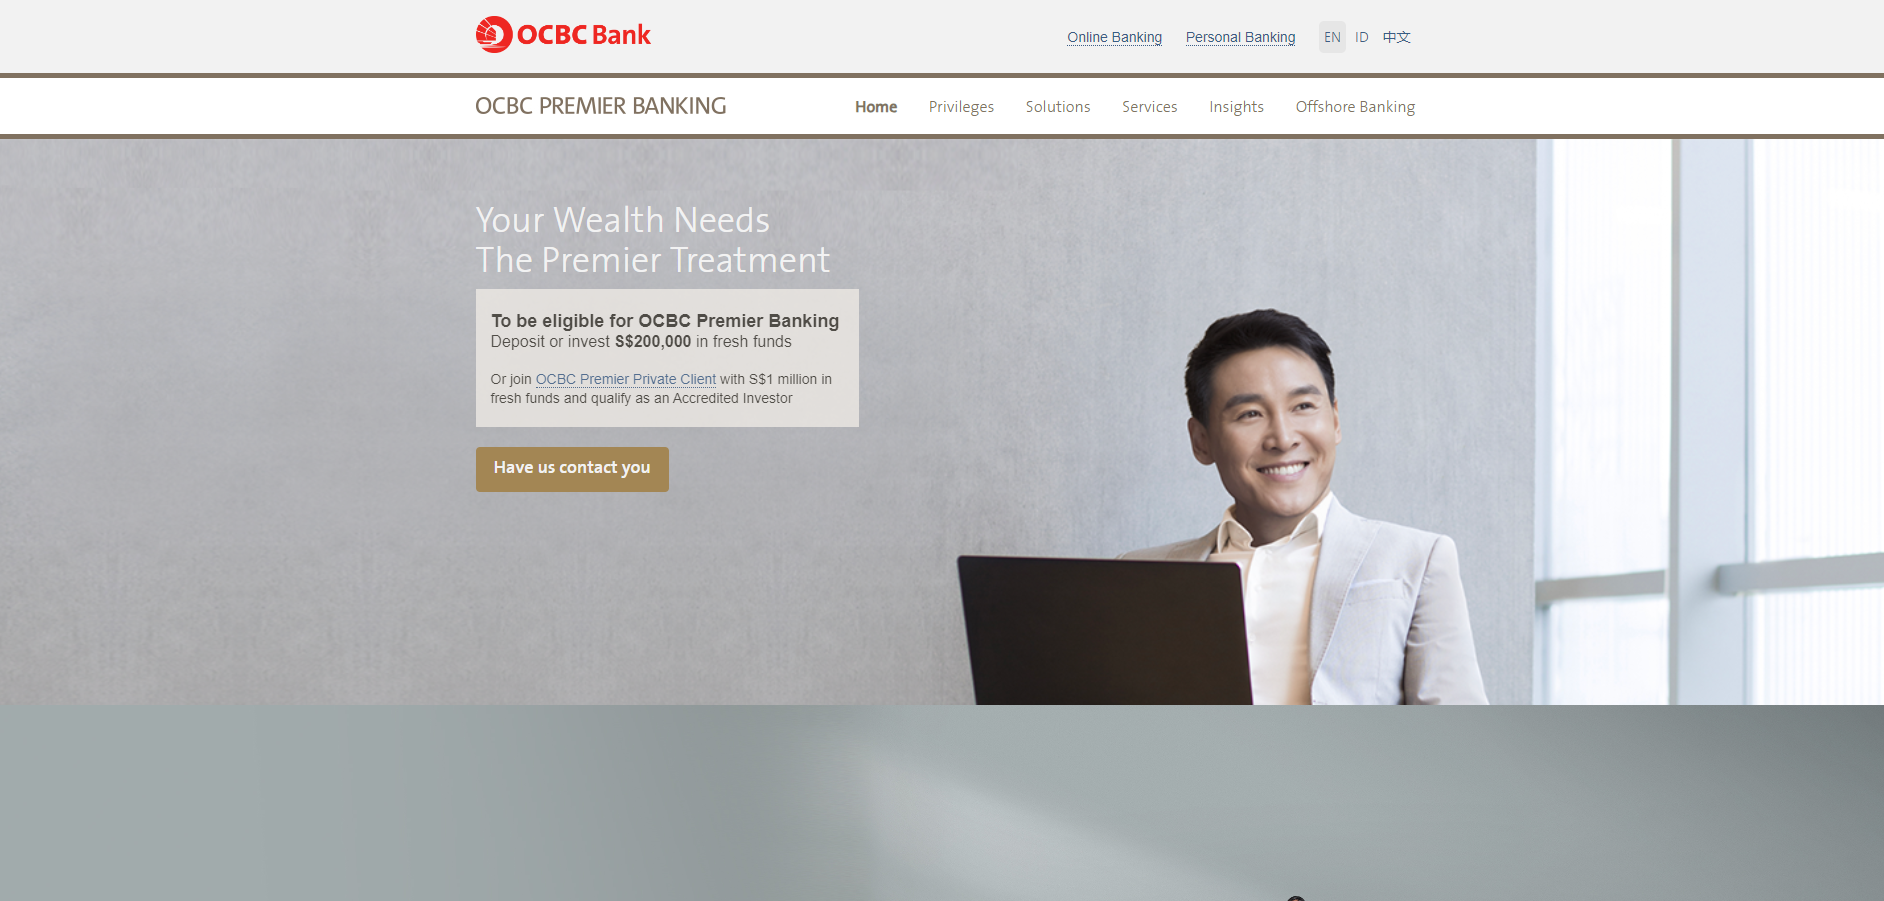 OCBC Bank
Online Banking
Personal Banking
EN
ID
中文
OCBC PREMIER BANKING
Home
Privileges
Solutions
Services
Insights
Offshore Banking
Your Wealth Needs
The Premier Treatment
To be eligible for OCBC Premier Banking
Deposit or invest S$200,000 in fresh funds
Or join OCBC Premier Private Client with S$1 million in
fresh funds and qualify as an Accredited Investor
Have us contact you